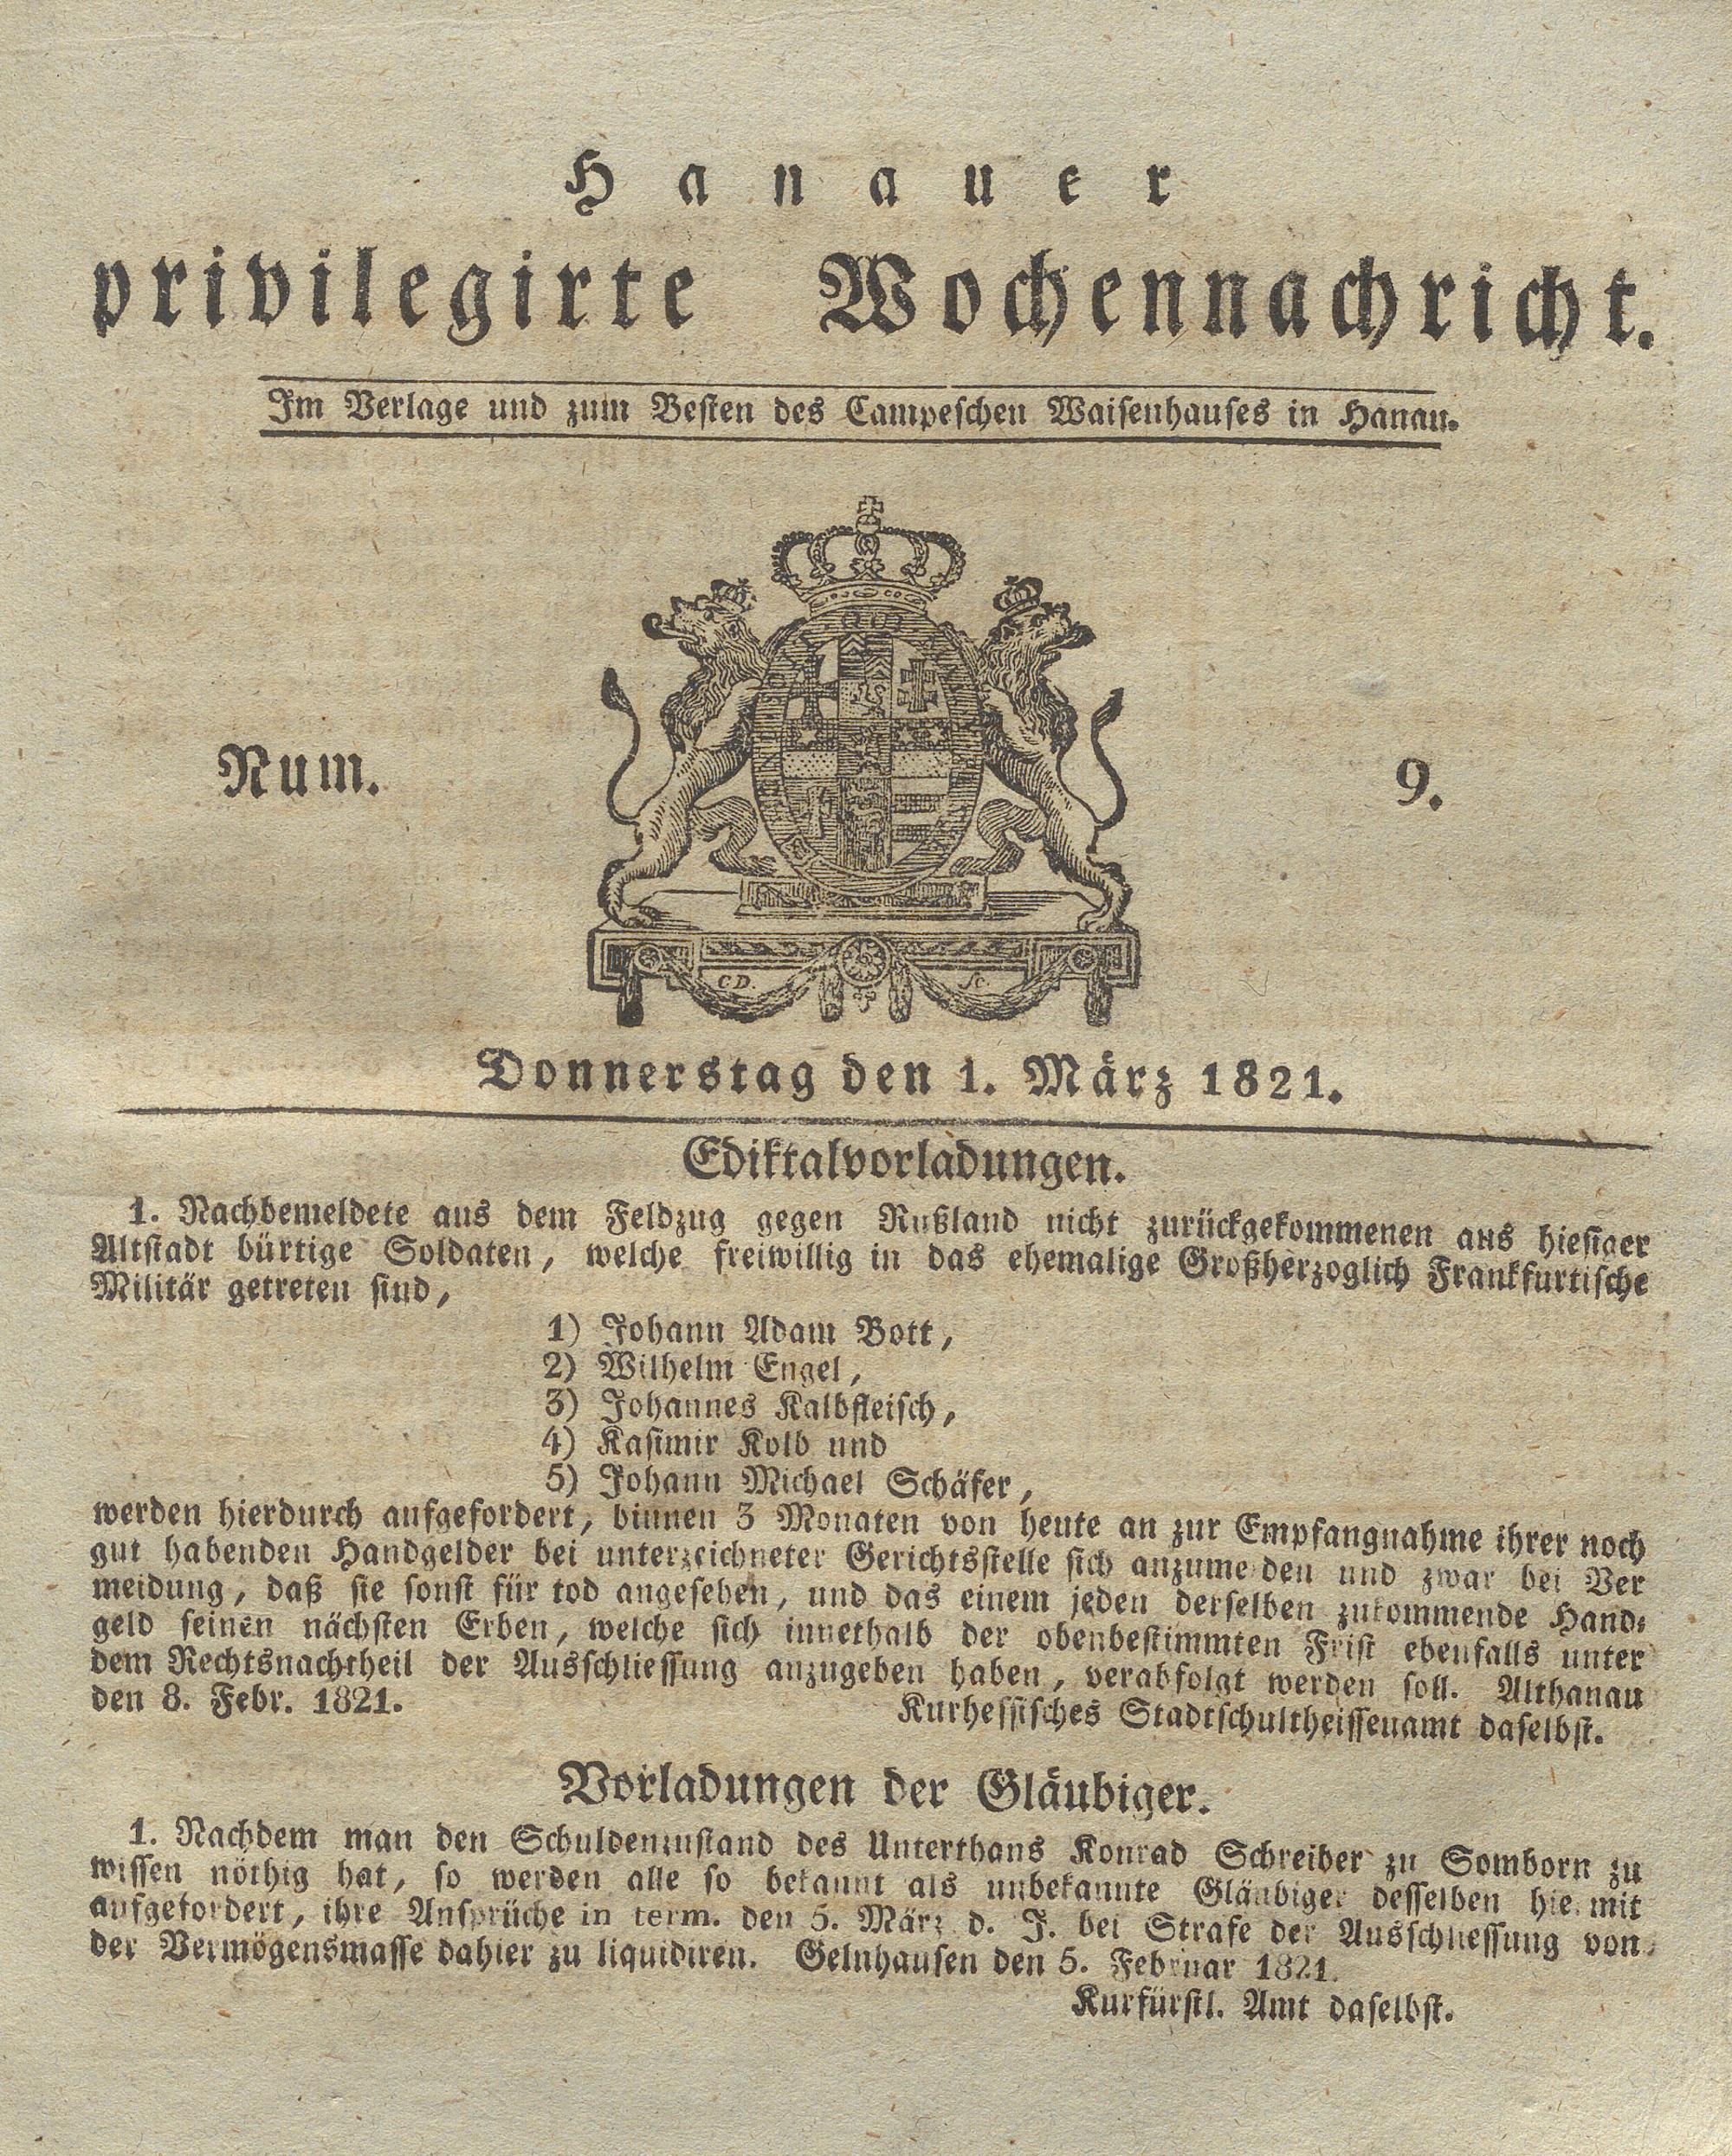 Hanauer
privilegirte Wochennachricht.
Im Verlage und zum Besten des Campeschen Waisenhauses in Hanau.
Num. 9.
CD. Sc.
Donnerstag den 1. März 1821.
Ediktalvorladungen.
1. Nachbemeldete aus dem Feldzug gegen Rußland nicht zurückgekommenen aus hiesiger
Altstadt bürtige Soldaten, welche freiwillig in das ehemalige Großherzoglich Frankfurtische
Militär getreten sind,
1) Johann Adam Bott,
2) Wilhelm Engel,
3) Johannes Kalbfleisch,
4) Kasimir Kolb und
5) Johann Michael Schäfer,
werden hierdurch aufgefordert, binnen 3 Monaten von heute an zur Empfangnahme ihrer noch
gut habenden Handgelder bei unterzeichneter Gerichtsstelle sich anzumelden und zwar bei Ver
meidung, daß sie sonst für tod angesehen, und das einem jeden derselben zukommende Hand-
geld seinen nächsten Erben, welche sich innethalb der obenbestimmten Frist ebenfalls unter
dem Rechtsnachtheil der Ausschliessung anzugeben haben, verabfolgt werden soll. Althanau
den 8. Febr. 1821. Kurhessisches Stadtschultheissenamt daselbst.
Vorladungen der Gläubiger.
1. Nachdem man den Schuldenzustand des Unterthans Konrad Schreiber zu Somborn zu
wissen nöthig hat, so werden alle so bekannt als unbekannte Gläubiger desselben hiemit
aufgefordert, ihre Ansprüche in term. den 5. März d. J. bei Strafe der Ausschliessung von
der Vermögensmasse dahier zu liquidiren. Gelnhausen den 5. Februar 1821.
Kurfürstl. Amt daselbst.